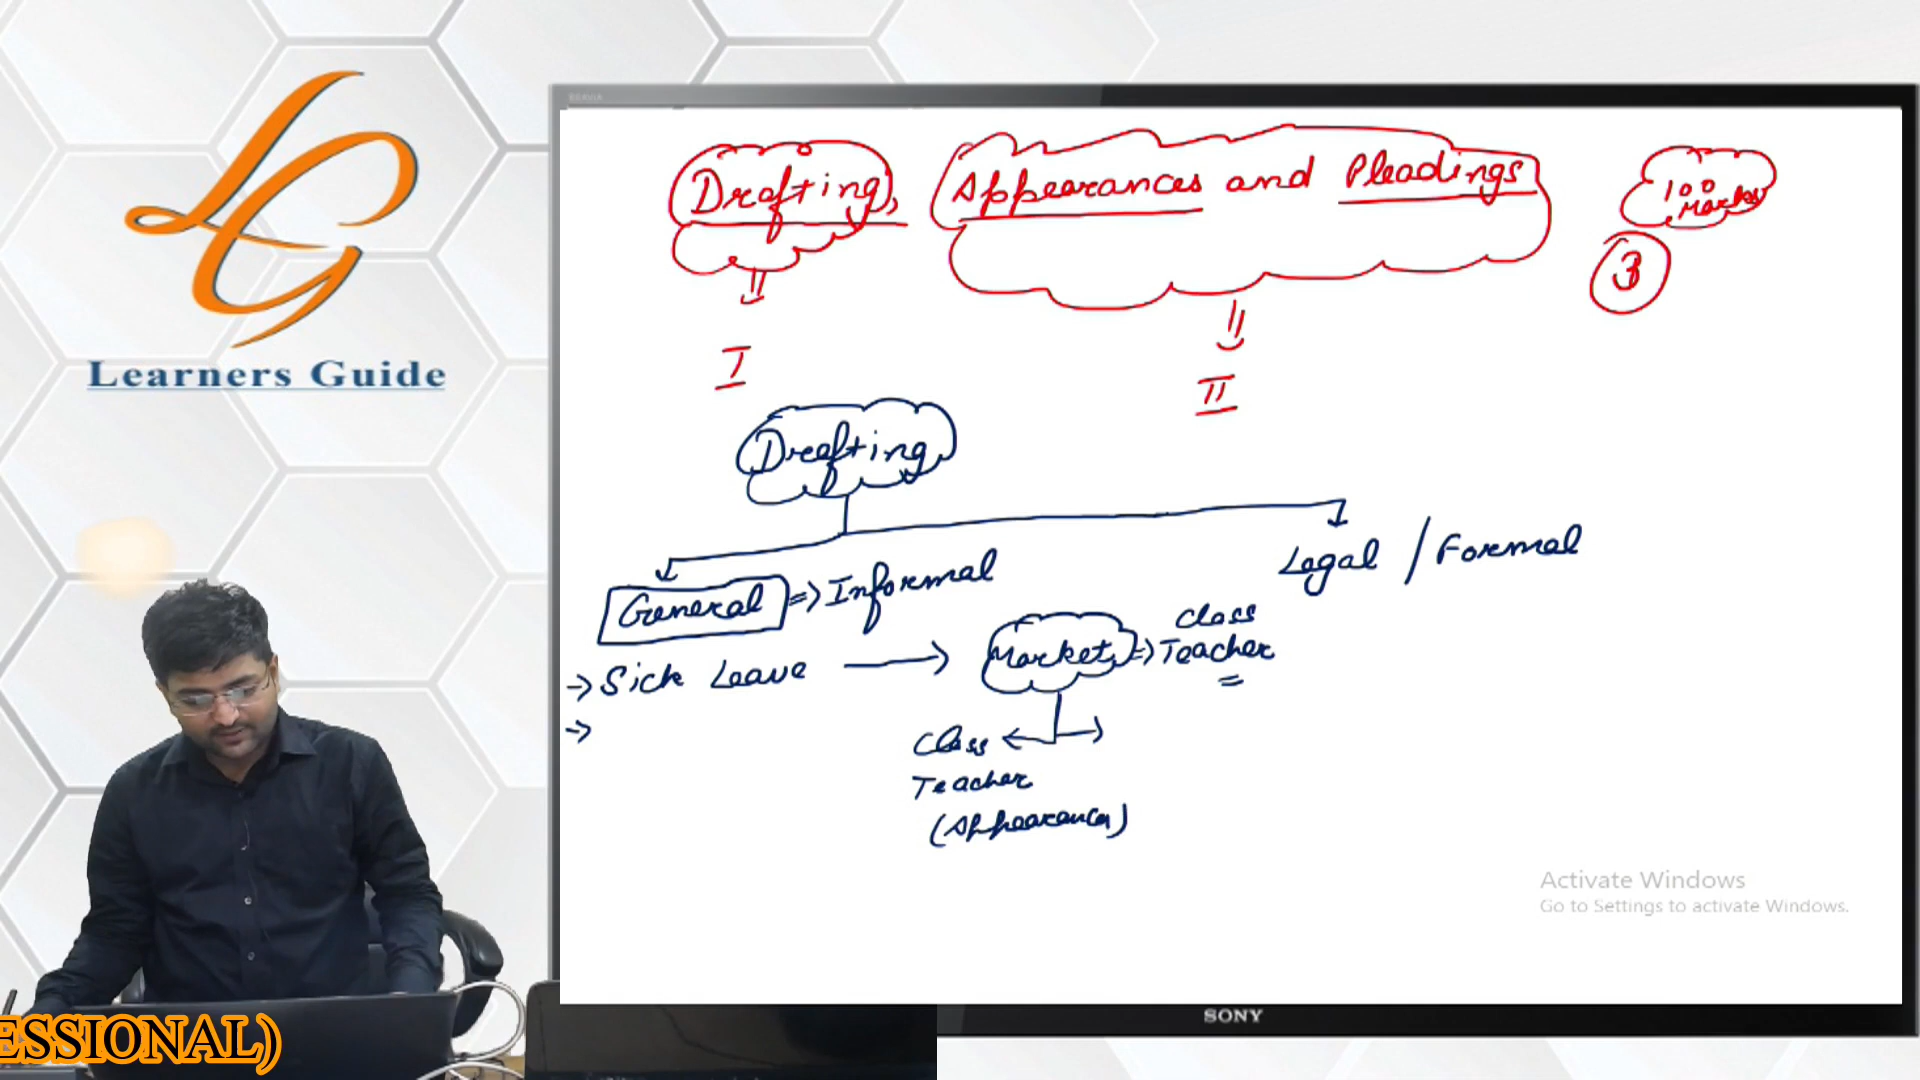 LG
Learners Guide
Drafting, Appearances and Pleadings
100
Marks
3
I
II
Drafting
General => Informal
Legal / Formal
-> Sick Leave
Market => Class
Teacher
Class
Teacher
(Appearance)
Activate Windows
Go to Settings to activate Windows.
SONY
ESSIONAL)